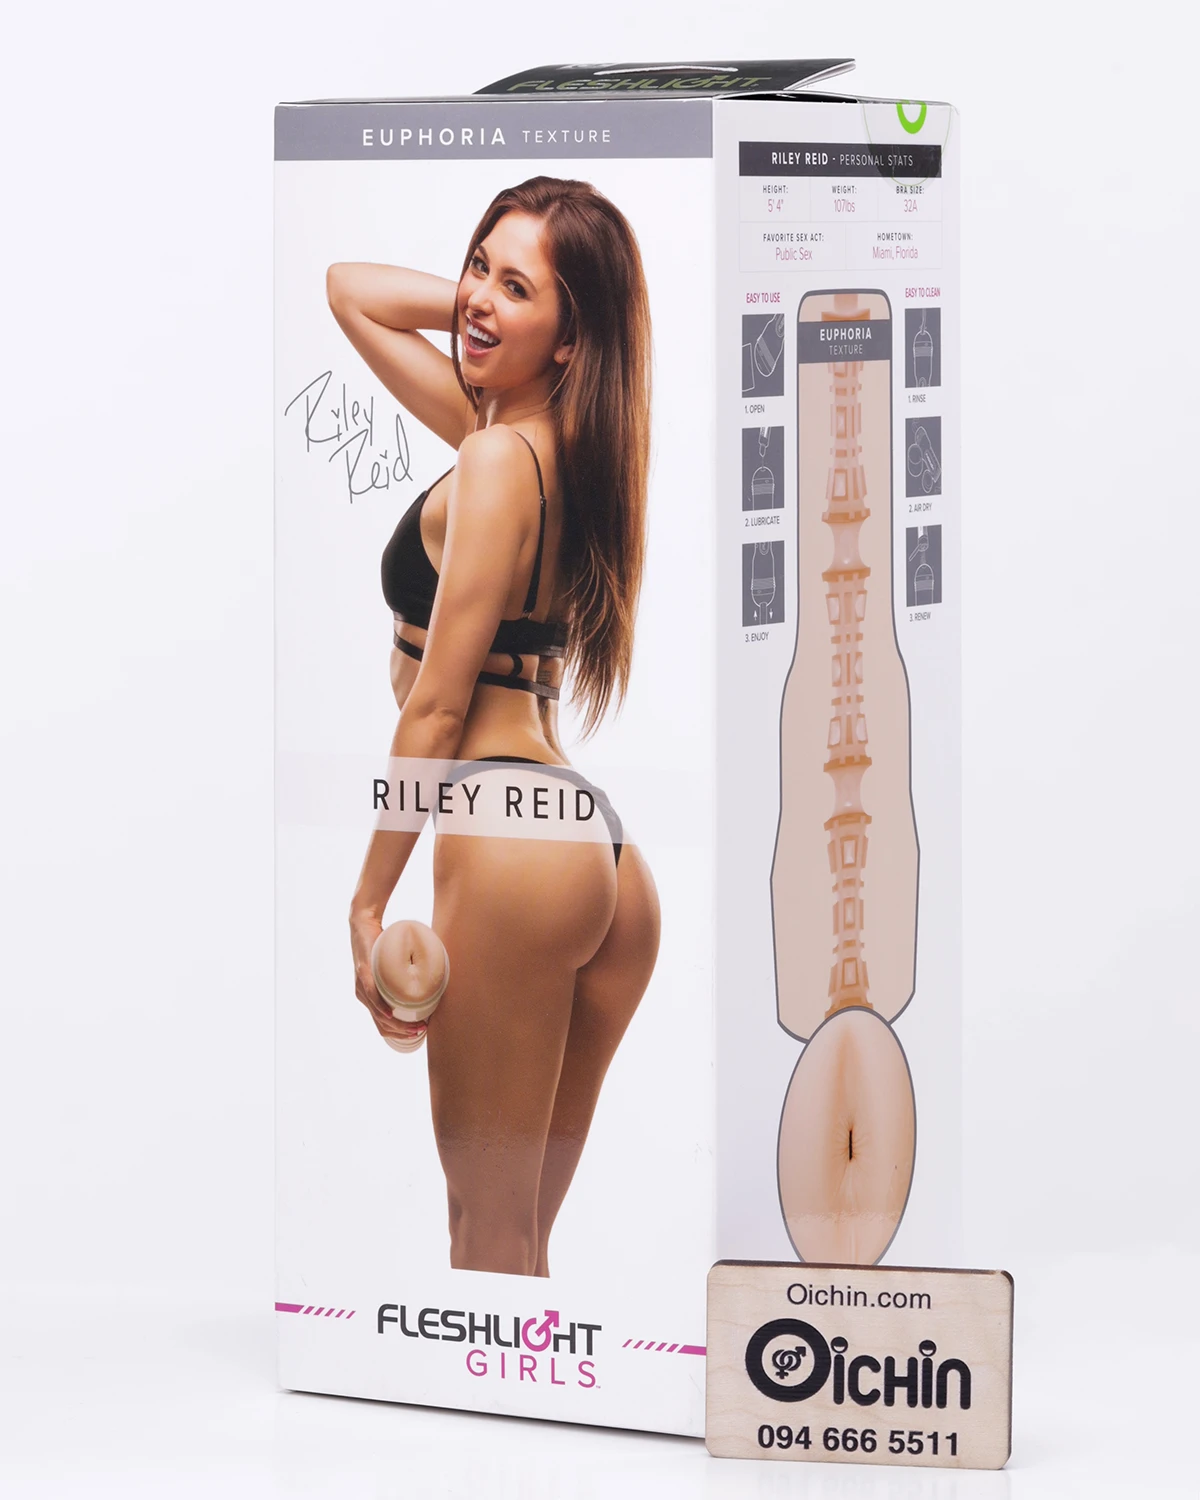 FLESHLIGHT
EUPHORIA TEXTURE
Riley
Reid
RILEY REID
FLESHLIGHT
GIRLS
RILEY REID - PERSONAL STATS
HEIGHT: WEIGHT: BRA SIZE:
5' 4" 107lbs 32A
FAVORITE SEX ACT: HOMETOWN:
Public Sex Miami, Florida
EASY TO USE
1. OPEN
2. LUBRICATE
3. ENJOY
EUPHORIA
TEXTURE
EASY TO CLEAN
1. RINSE
2. AIR DRY
3. RENEW
Oichin.com
Oichin
094 666 5511